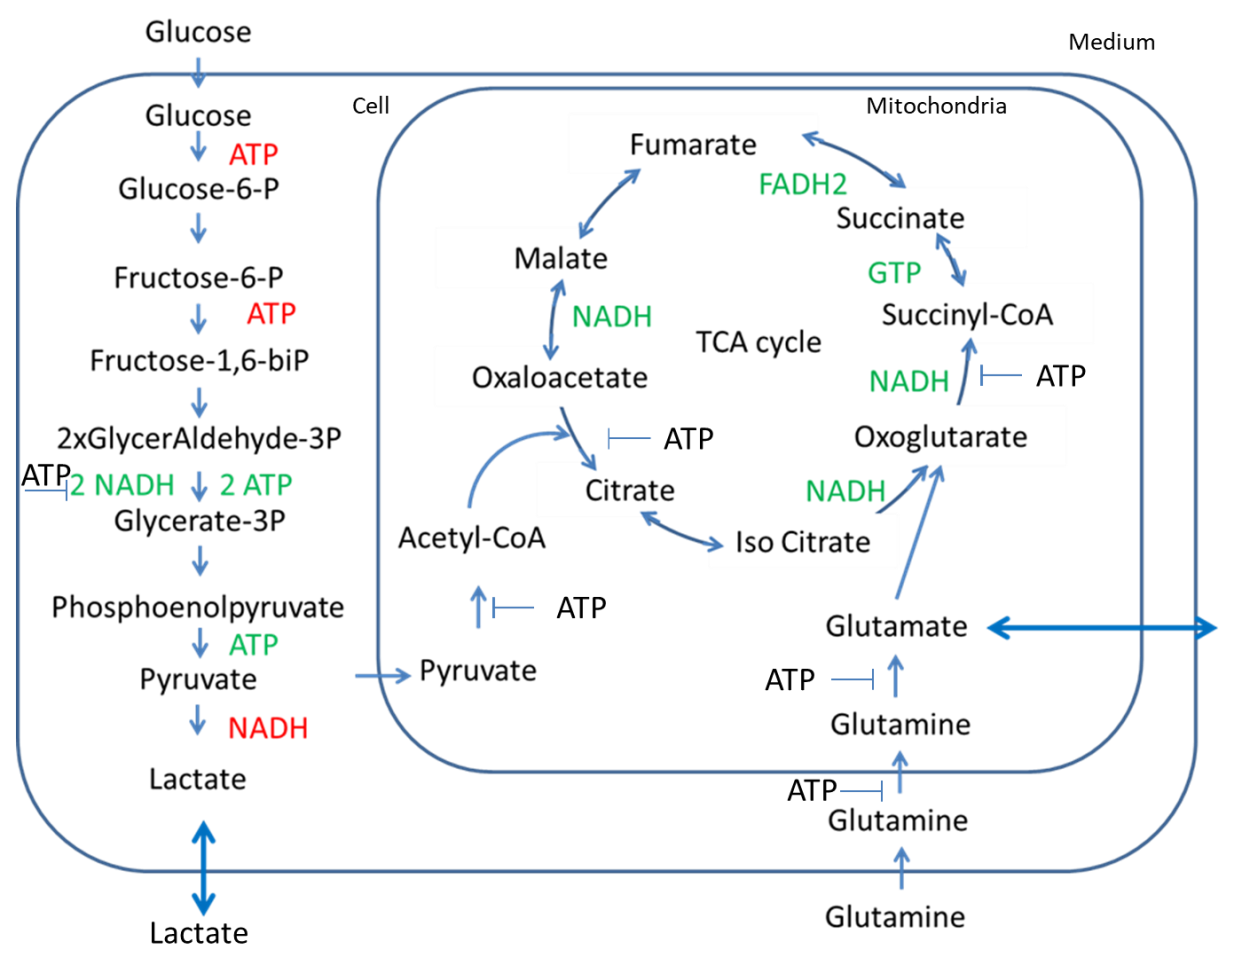 Glucose
Medium
Glucose
Cell
Mitochondria
ATP
Glucose-6-P
Fructose-6-P
ATP
Fructose-1,6-biP
2xGlycerAldehyde-3P
ATP
2 NADH
2 ATP
Glycerate-3P
Phosphoenolpyruvate
ATP
Pyruvate
NADH
Lactate
Lactate
Fumarate
FADH2
Succinate
Malate
GTP
NADH
Succinyl-CoA
TCA cycle
Oxaloacetate
NADH
ATP
ATP
Oxoglutarate
Citrate
NADH
Acetyl-CoA
Iso Citrate
ATP
Glutamate
Pyruvate
ATP
Glutamine
ATP
Glutamine
Glutamine